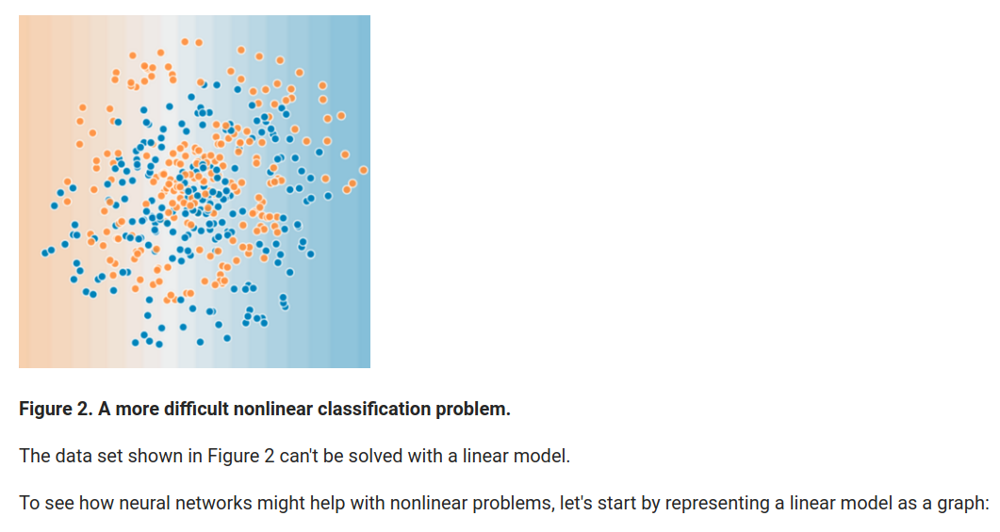 Figure 2. A more difficult nonlinear classification problem.
The data set shown in Figure 2 can't be solved with a linear model.
To see how neural networks might help with nonlinear problems, let's start by representing a linear model as a graph: